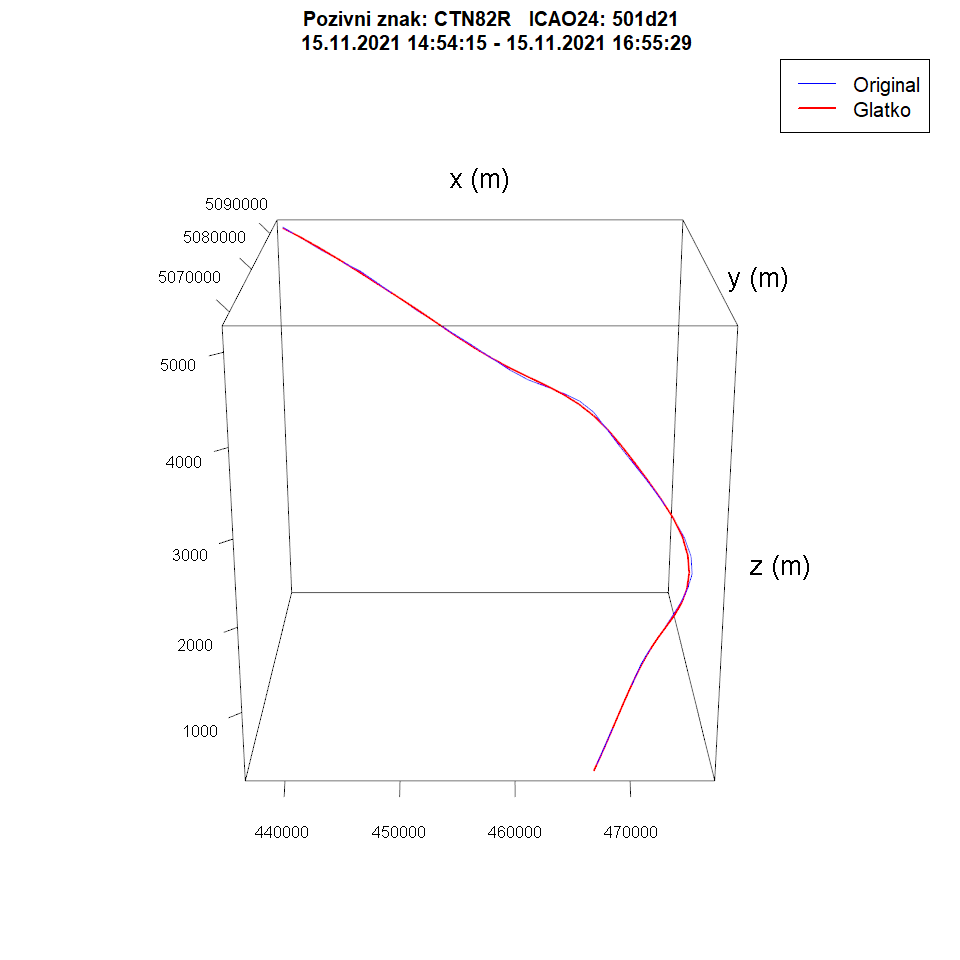 Pozivni znak: CTN82R   ICAO24: 501d21
15.11.2021 14:54:15 - 15.11.2021 16:55:29
Original
Glatko
x (m)
5090000
5080000
5070000
y (m)
5000
4000
3000
z (m)
2000
1000
440000
450000
460000
470000